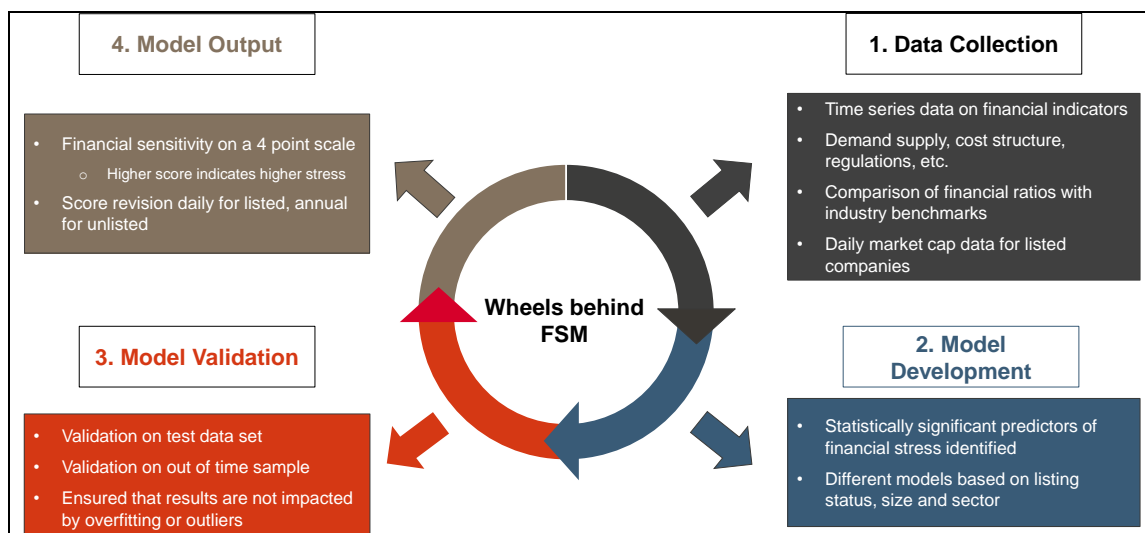 4. Model Output
• Financial sensitivity on a 4 point scale
o Higher score indicates higher stress
• Score revision daily for listed, annual
for unlisted
1. Data Collection
• Time series data on financial indicators
• Demand supply, cost structure,
regulations, etc.
• Comparison of financial ratios with
industry benchmarks
• Daily market cap data for listed
companies
Wheels behind
FSM
3. Model Validation
• Validation on test data set
• Validation on out of time sample
• Ensured that results are not impacted
by overfitting or outliers
2. Model
Development
• Statistically significant predictors of
financial stress identified
• Different models based on listing
status, size and sector